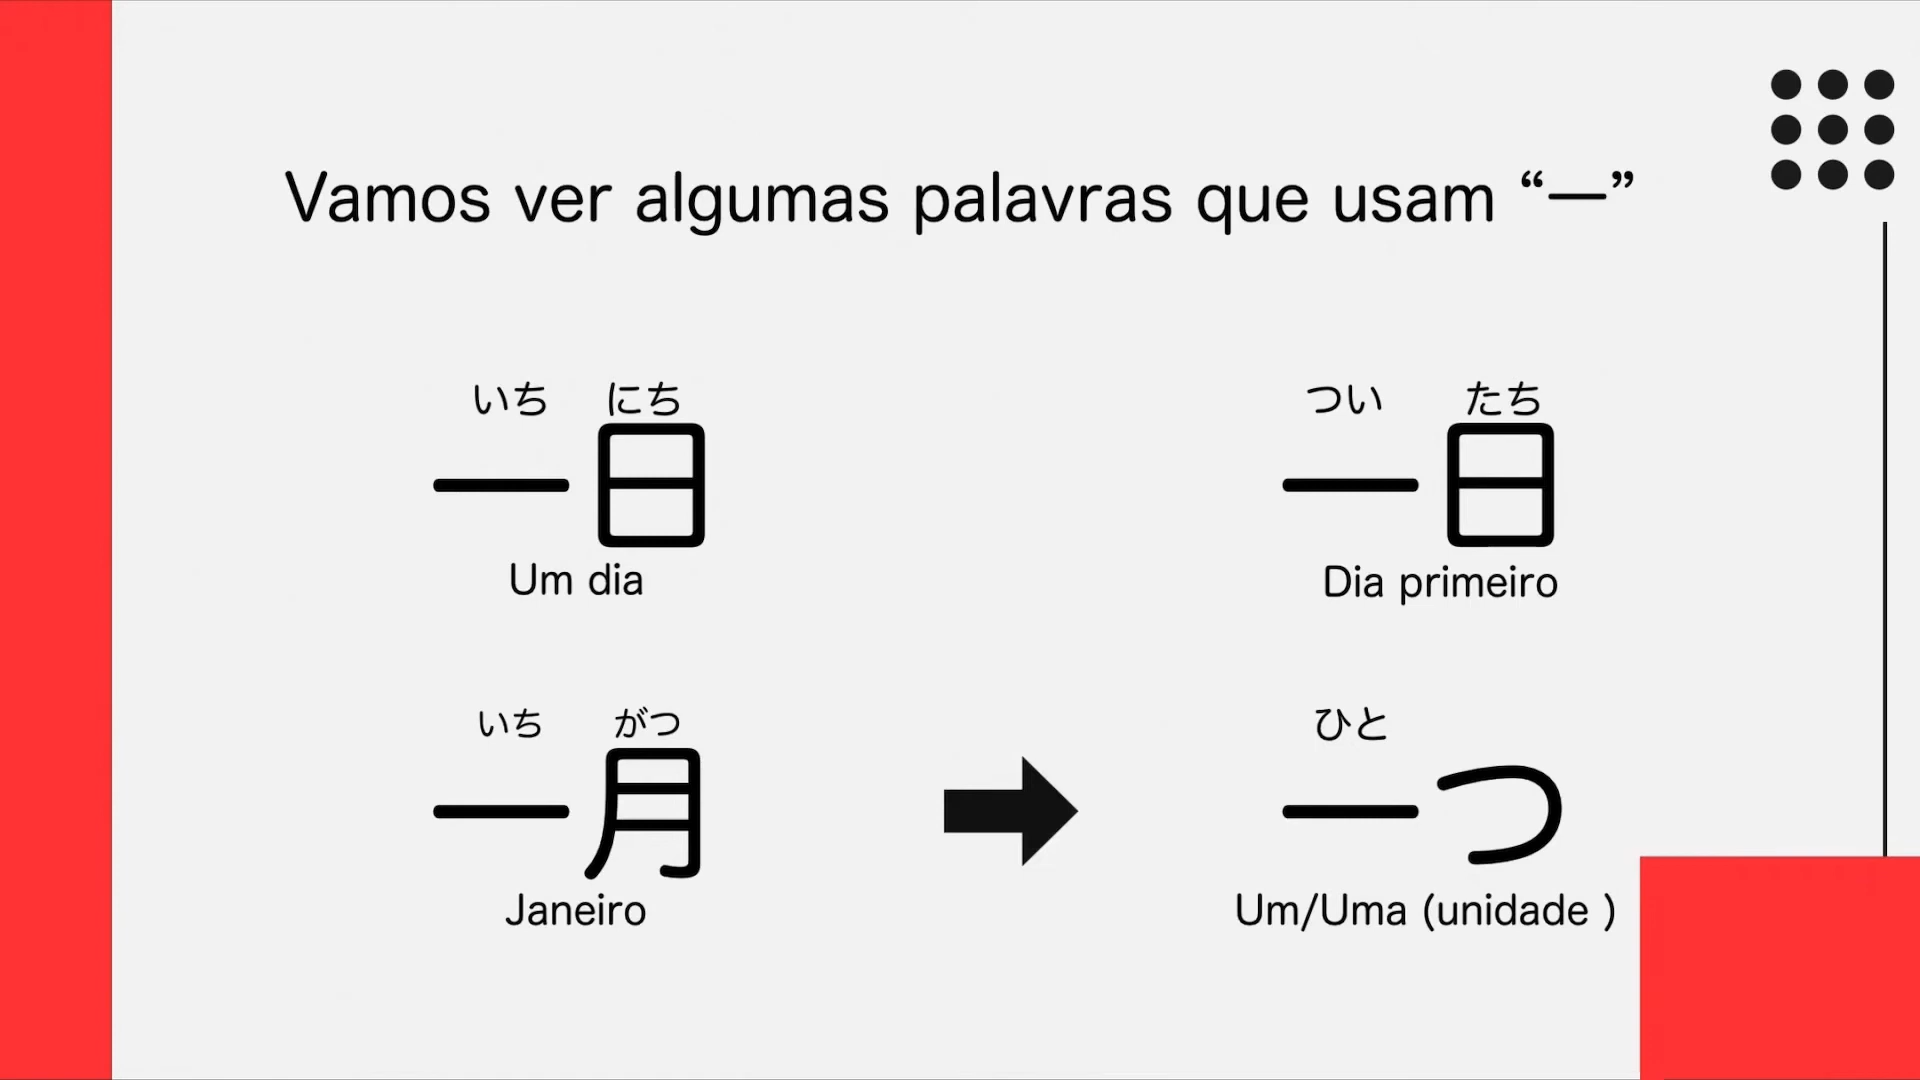 Vamos ver algumas palavras que usam “一”
いち にち
一日
Um dia
つい たち
一日
Dia primeiro
いち がつ
一月
Janeiro
ひと
一つ
Um/Uma (unidade )